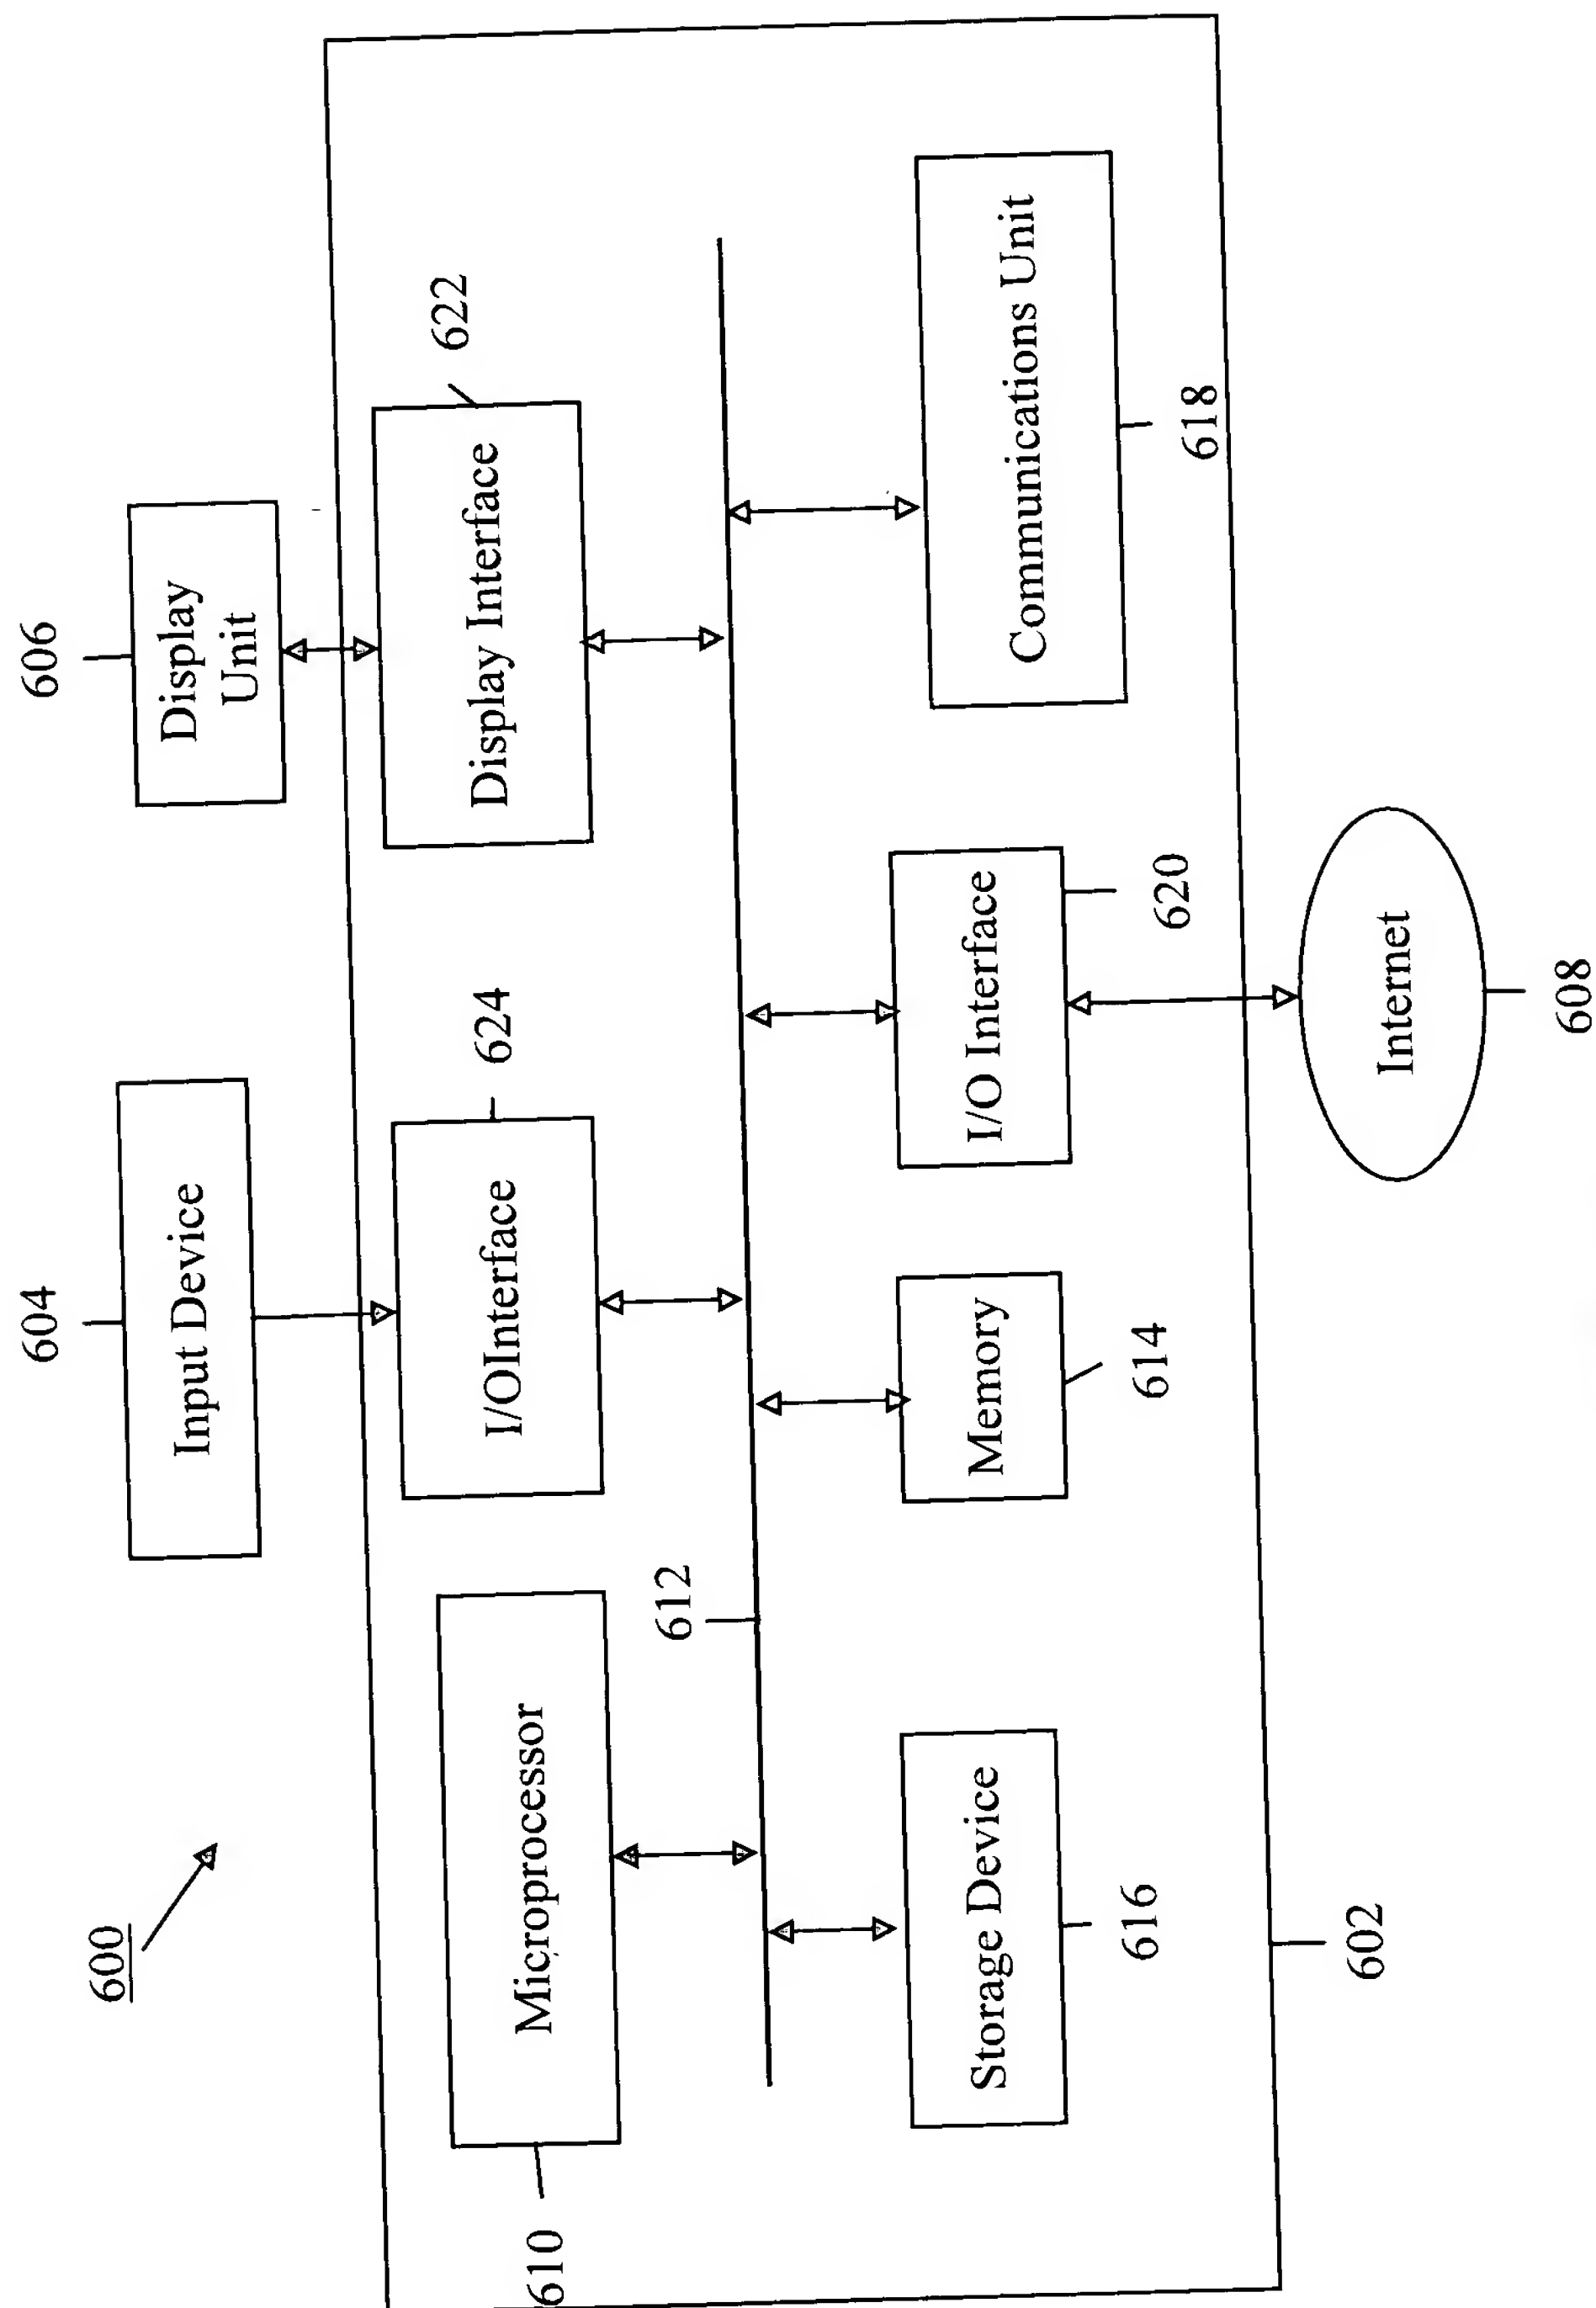 600
604
606
Input Device
Display
Unit
610
Microprocessor
I/OInterface
624
Display Interface
622
612
Storage Device
616
Memory
614
I/O Interface
620
Communications Unit
618
602
Internet
608